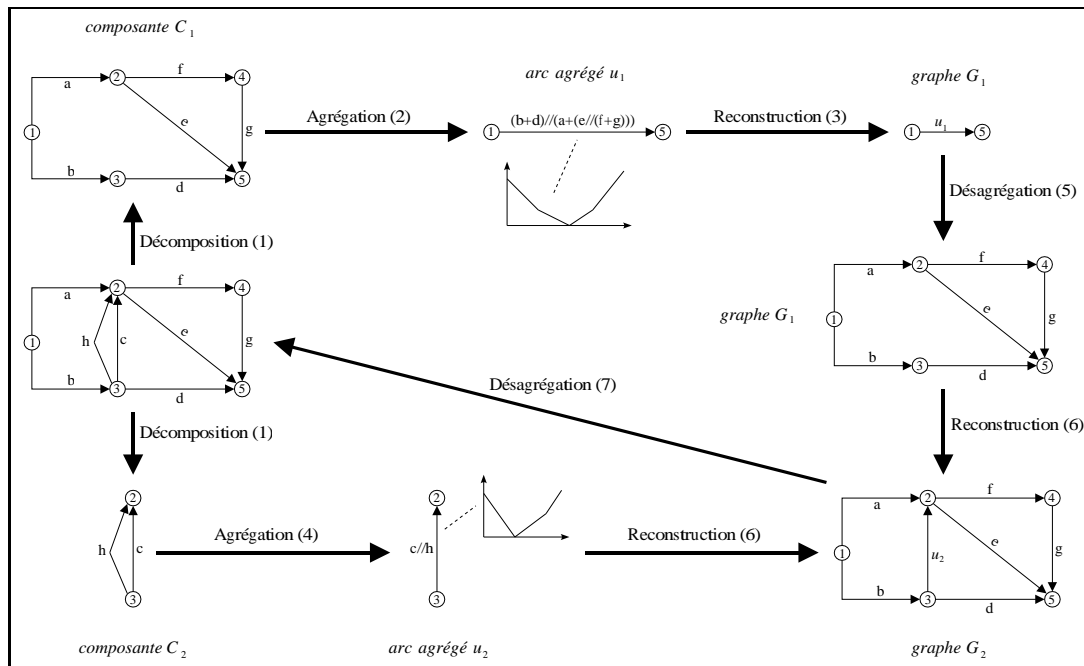 composante C1
arc agrégé u1
graphe G1
a
f
e
g
b
d
1
2
3
4
5
Agrégation (2)
(b+d)//(a+(e//(f+g)))
1
5
Reconstruction (3)
u1
1
5
Désagrégation (5)
Décomposition (1)
a
f
h
c
e
g
b
d
1
2
3
4
5
graphe G1
a
f
e
g
b
d
1
2
3
4
5
Désagrégation (7)
Décomposition (1)
Reconstruction (6)
2
h
c
3
Agrégation (4)
2
c//h
3
Reconstruction (6)
a
f
u2
e
g
b
d
1
2
3
4
5
composante C2
arc agrégé u2
graphe G2